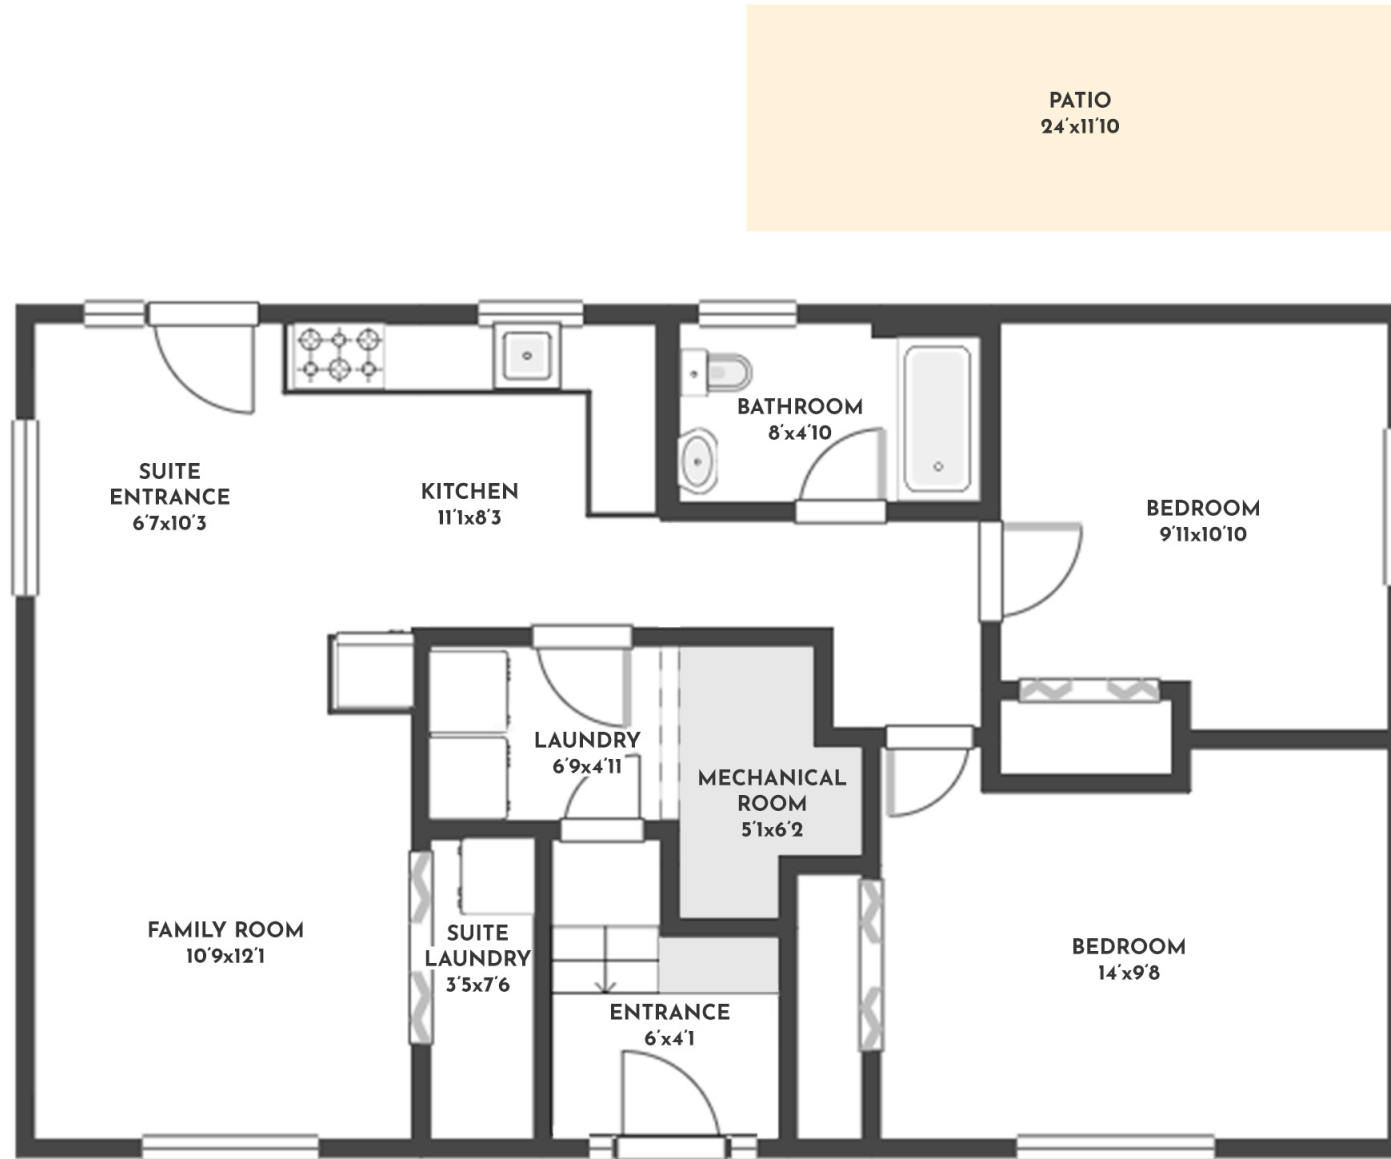 PATIO
24'x11'10
BATHROOM
8'x4'10
SUITE
ENTRANCE
6'7x10'3
KITCHEN
11'1x8'3
BEDROOM
9'11x10'10
LAUNDRY
6'9x4'11
MECHANICAL
ROOM
5'1x6'2
FAMILY ROOM
10'9x12'1
SUITE
LAUNDRY
3'5x7'6
ENTRANCE
6'x4'1
BEDROOM
14'x9'8